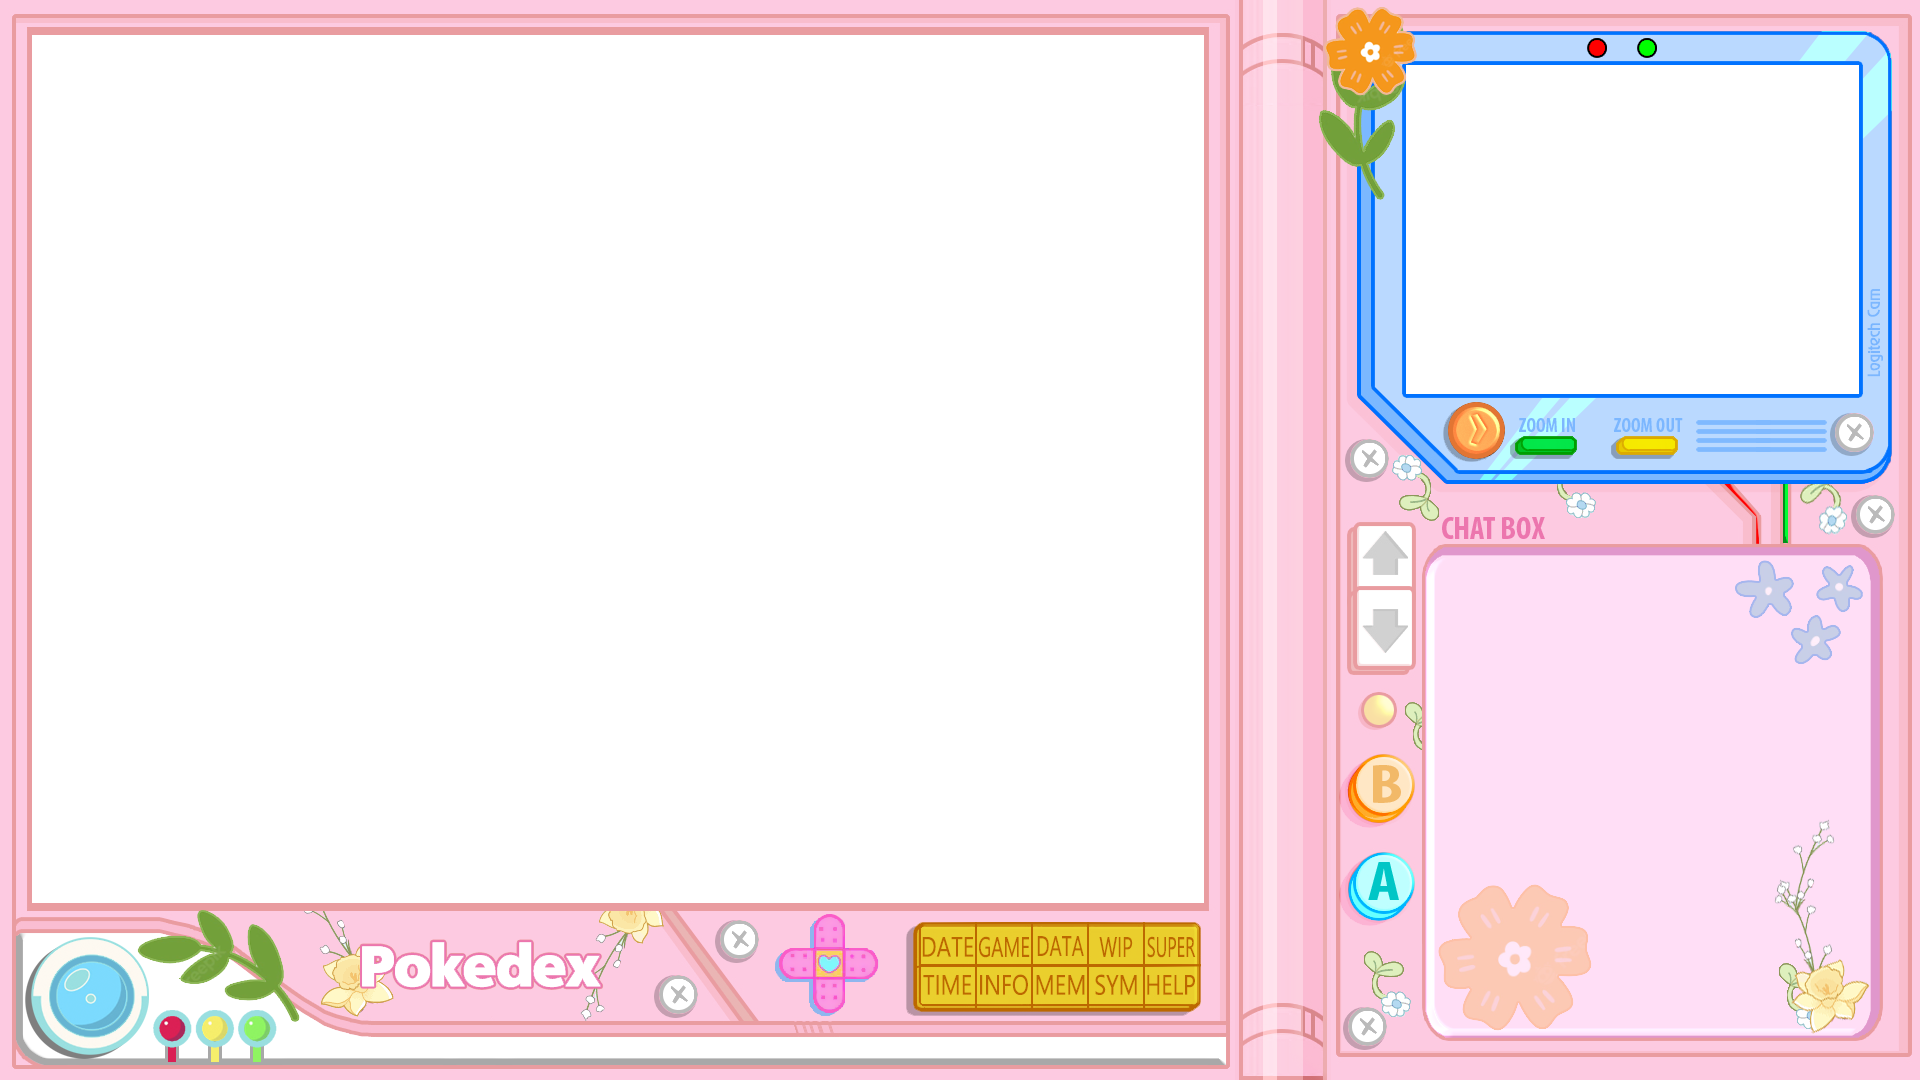 Logitech Cam
ZOOM IN ZOOM OUT
CHAT BOX
B
A
Pokedex
DATE GAME DATA WIP SUPER
TIME INFO MEM SYM HELP